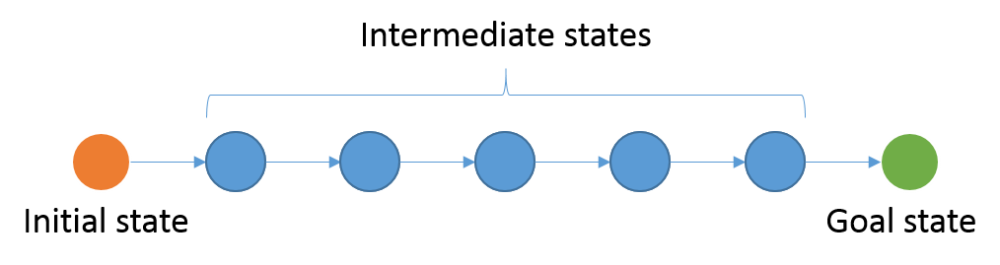 Intermediate states
Initial state
Goal state